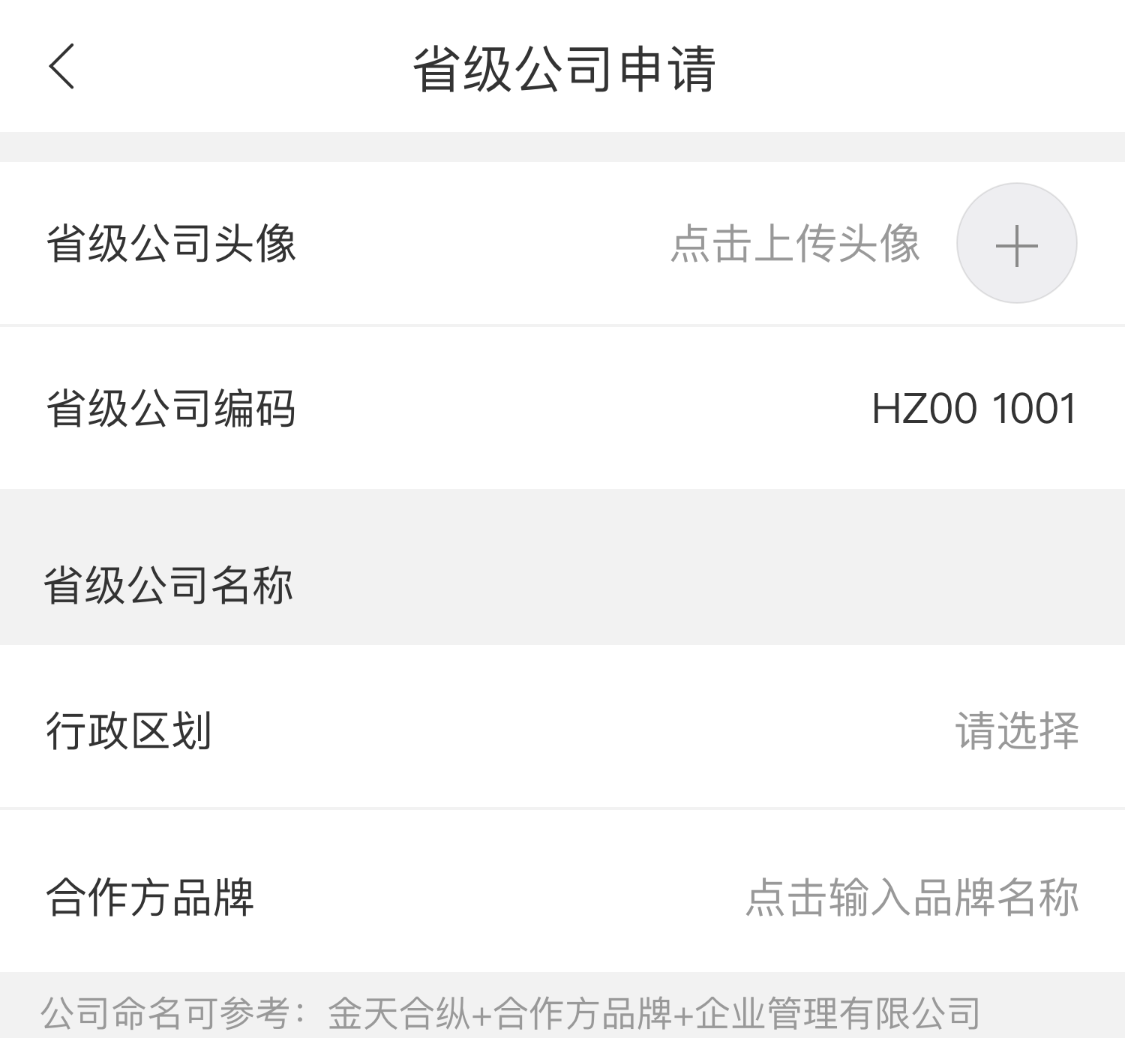 省级公司申请
省级公司头像 点击上传头像
省级公司编码 HZ00 1001
省级公司名称
行政区划 请选择
合作方品牌 点击输入品牌名称
公司命名可参考：金天合纵+合作方品牌+企业管理有限公司